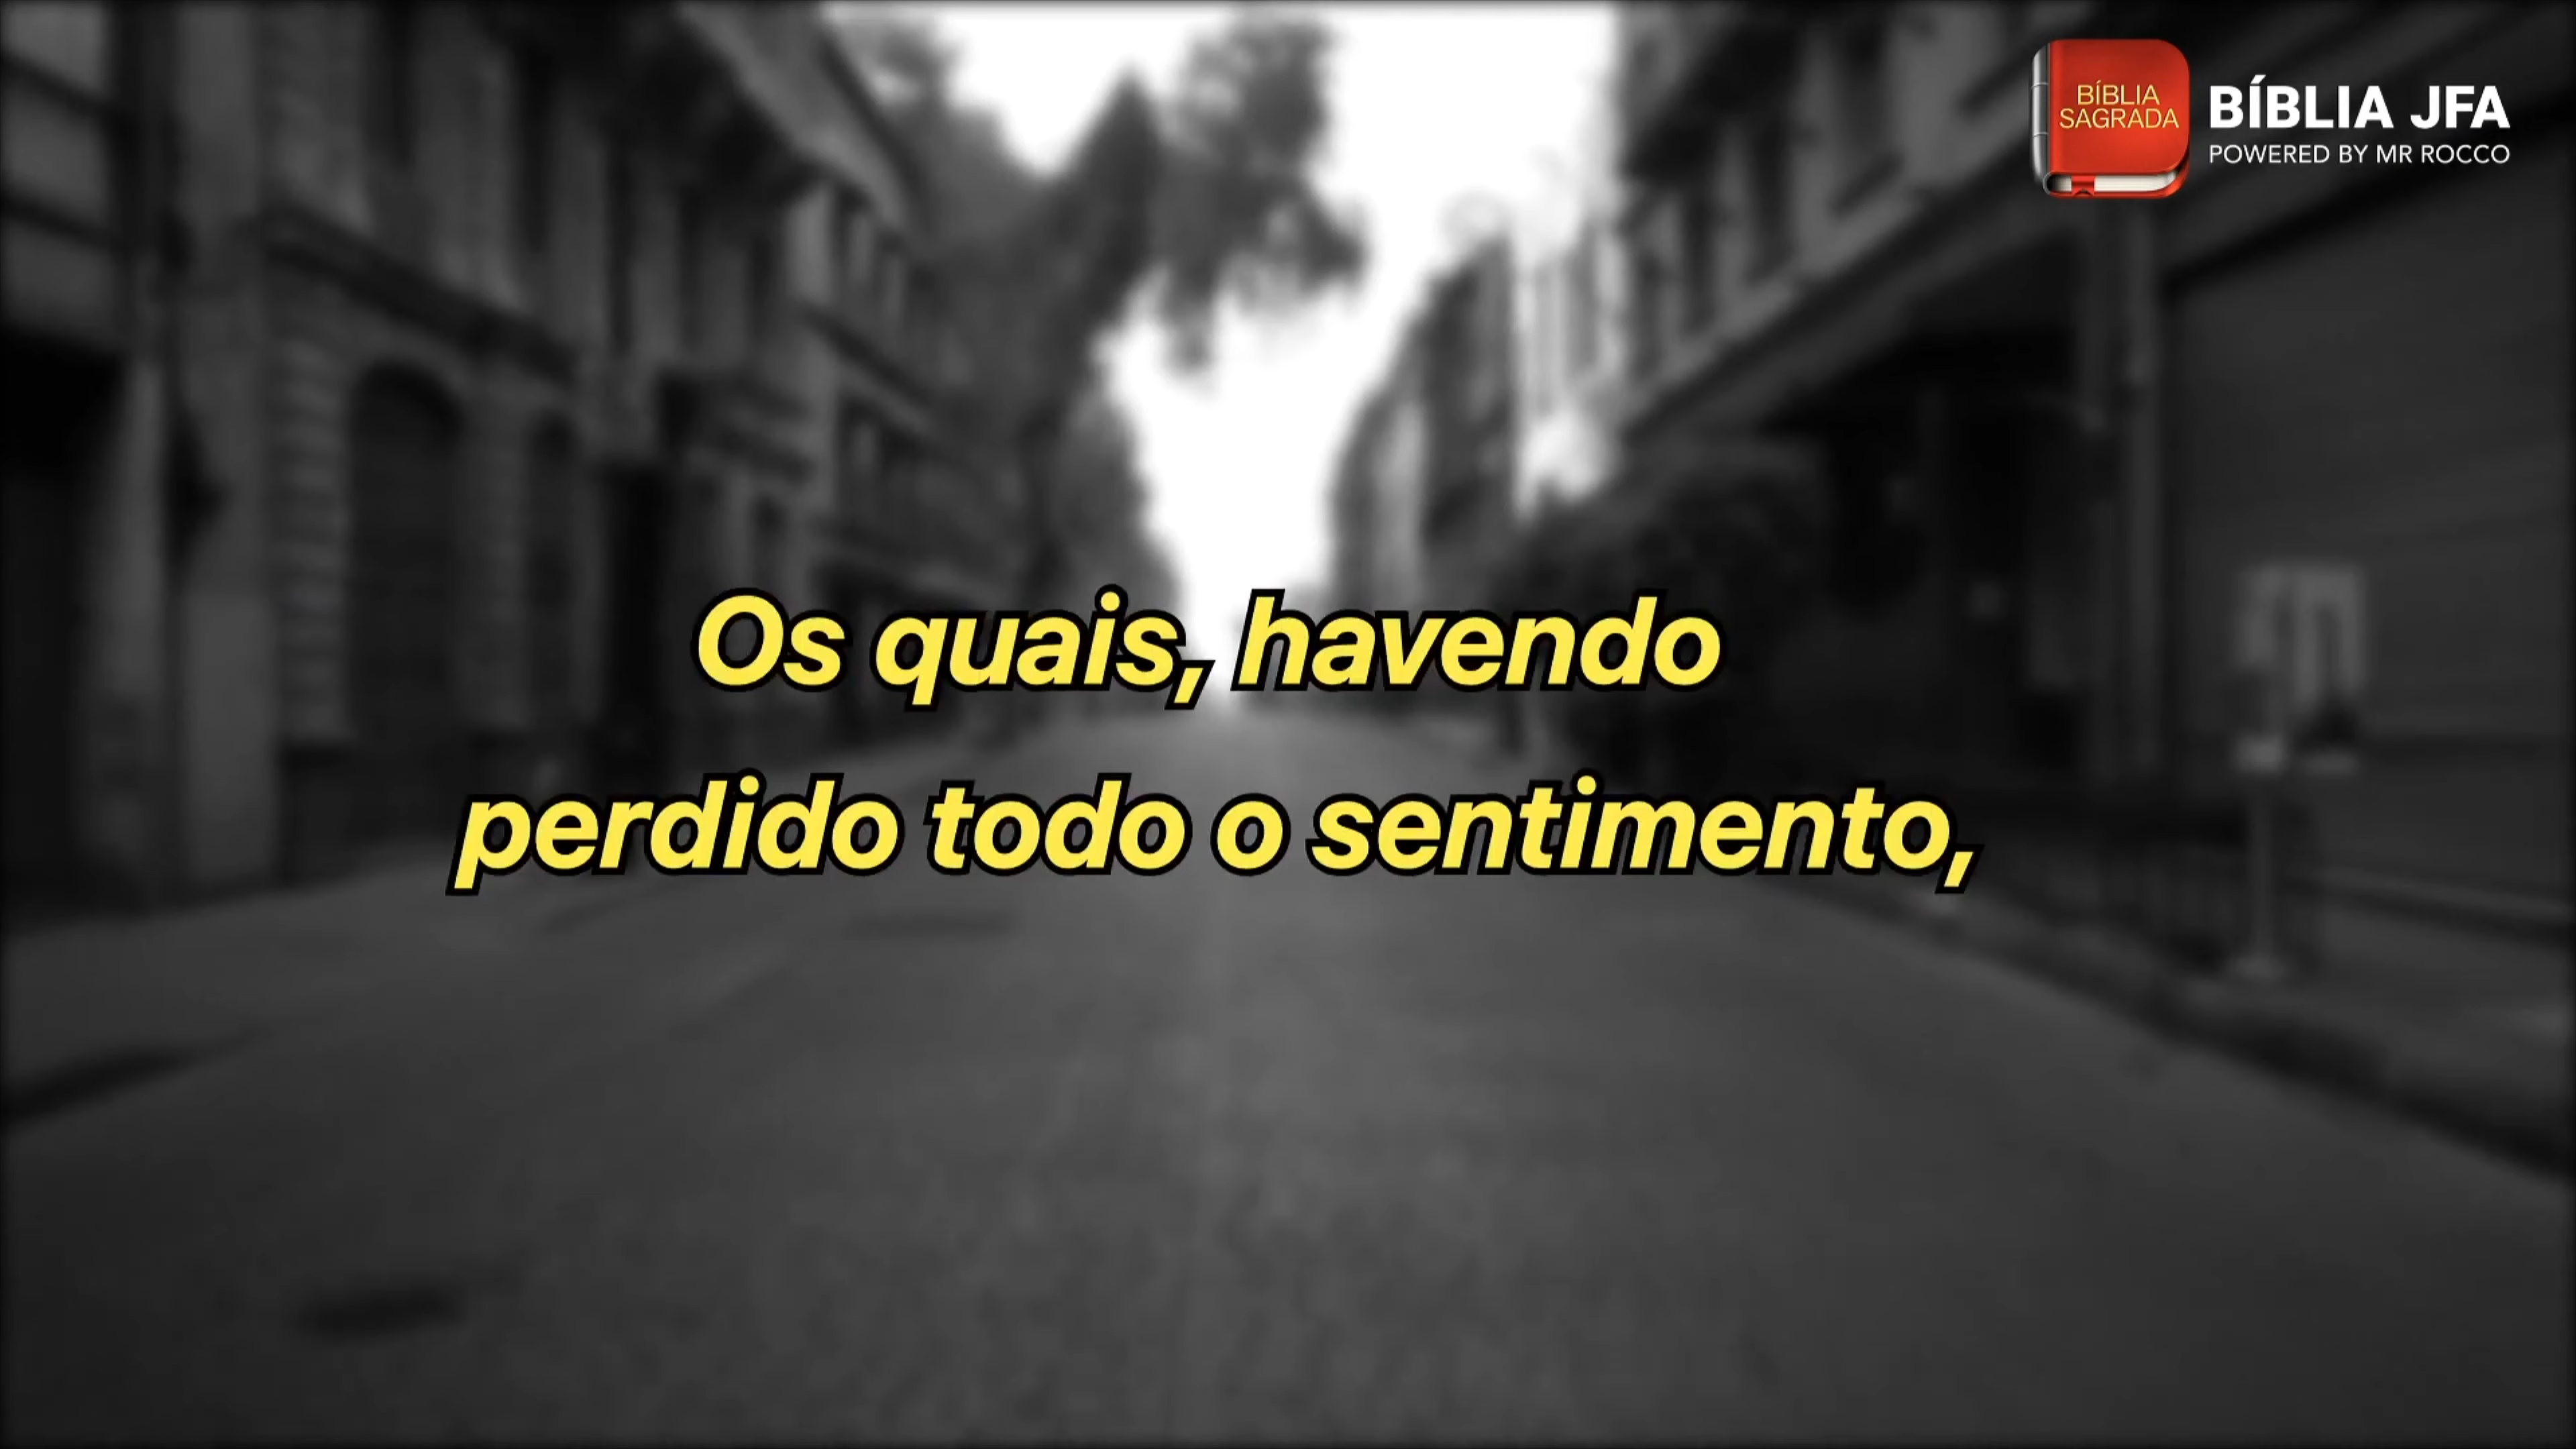 BÍBLIA
SAGRADA
BÍBLIA JFA
POWERED BY MR ROCCO
Os quais, havendo
perdido todo o sentimento,